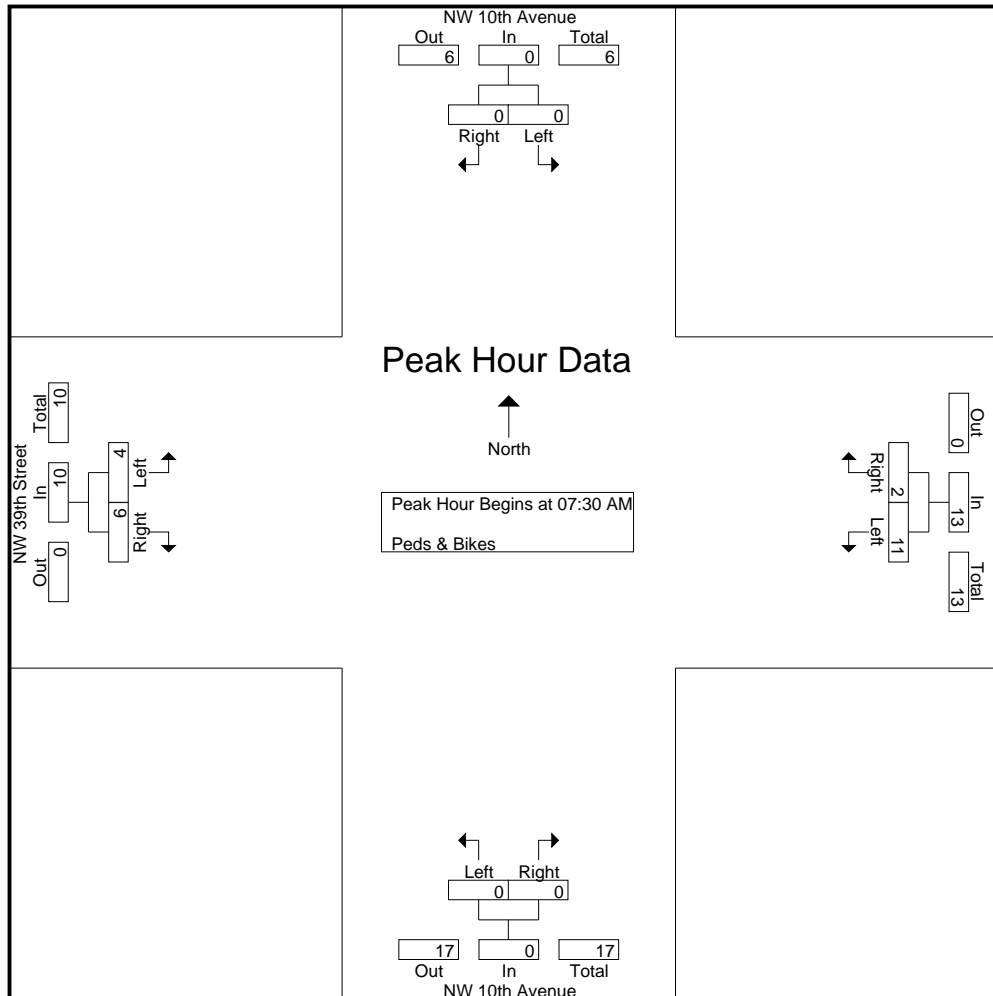 NW 10th Avenue
Out In Total
6 0 6
0 0
Right Left
Peak Hour Data
North
Peak Hour Begins at 07:30 AM
Peds & Bikes
NW 39th Street
Out In Total
0 10 10
6 4
Right Left
Out In Total
0 13 13
2 11
Right Left
Left Right
0 0
17 0 17
Out In Total
NW 10th Avenue